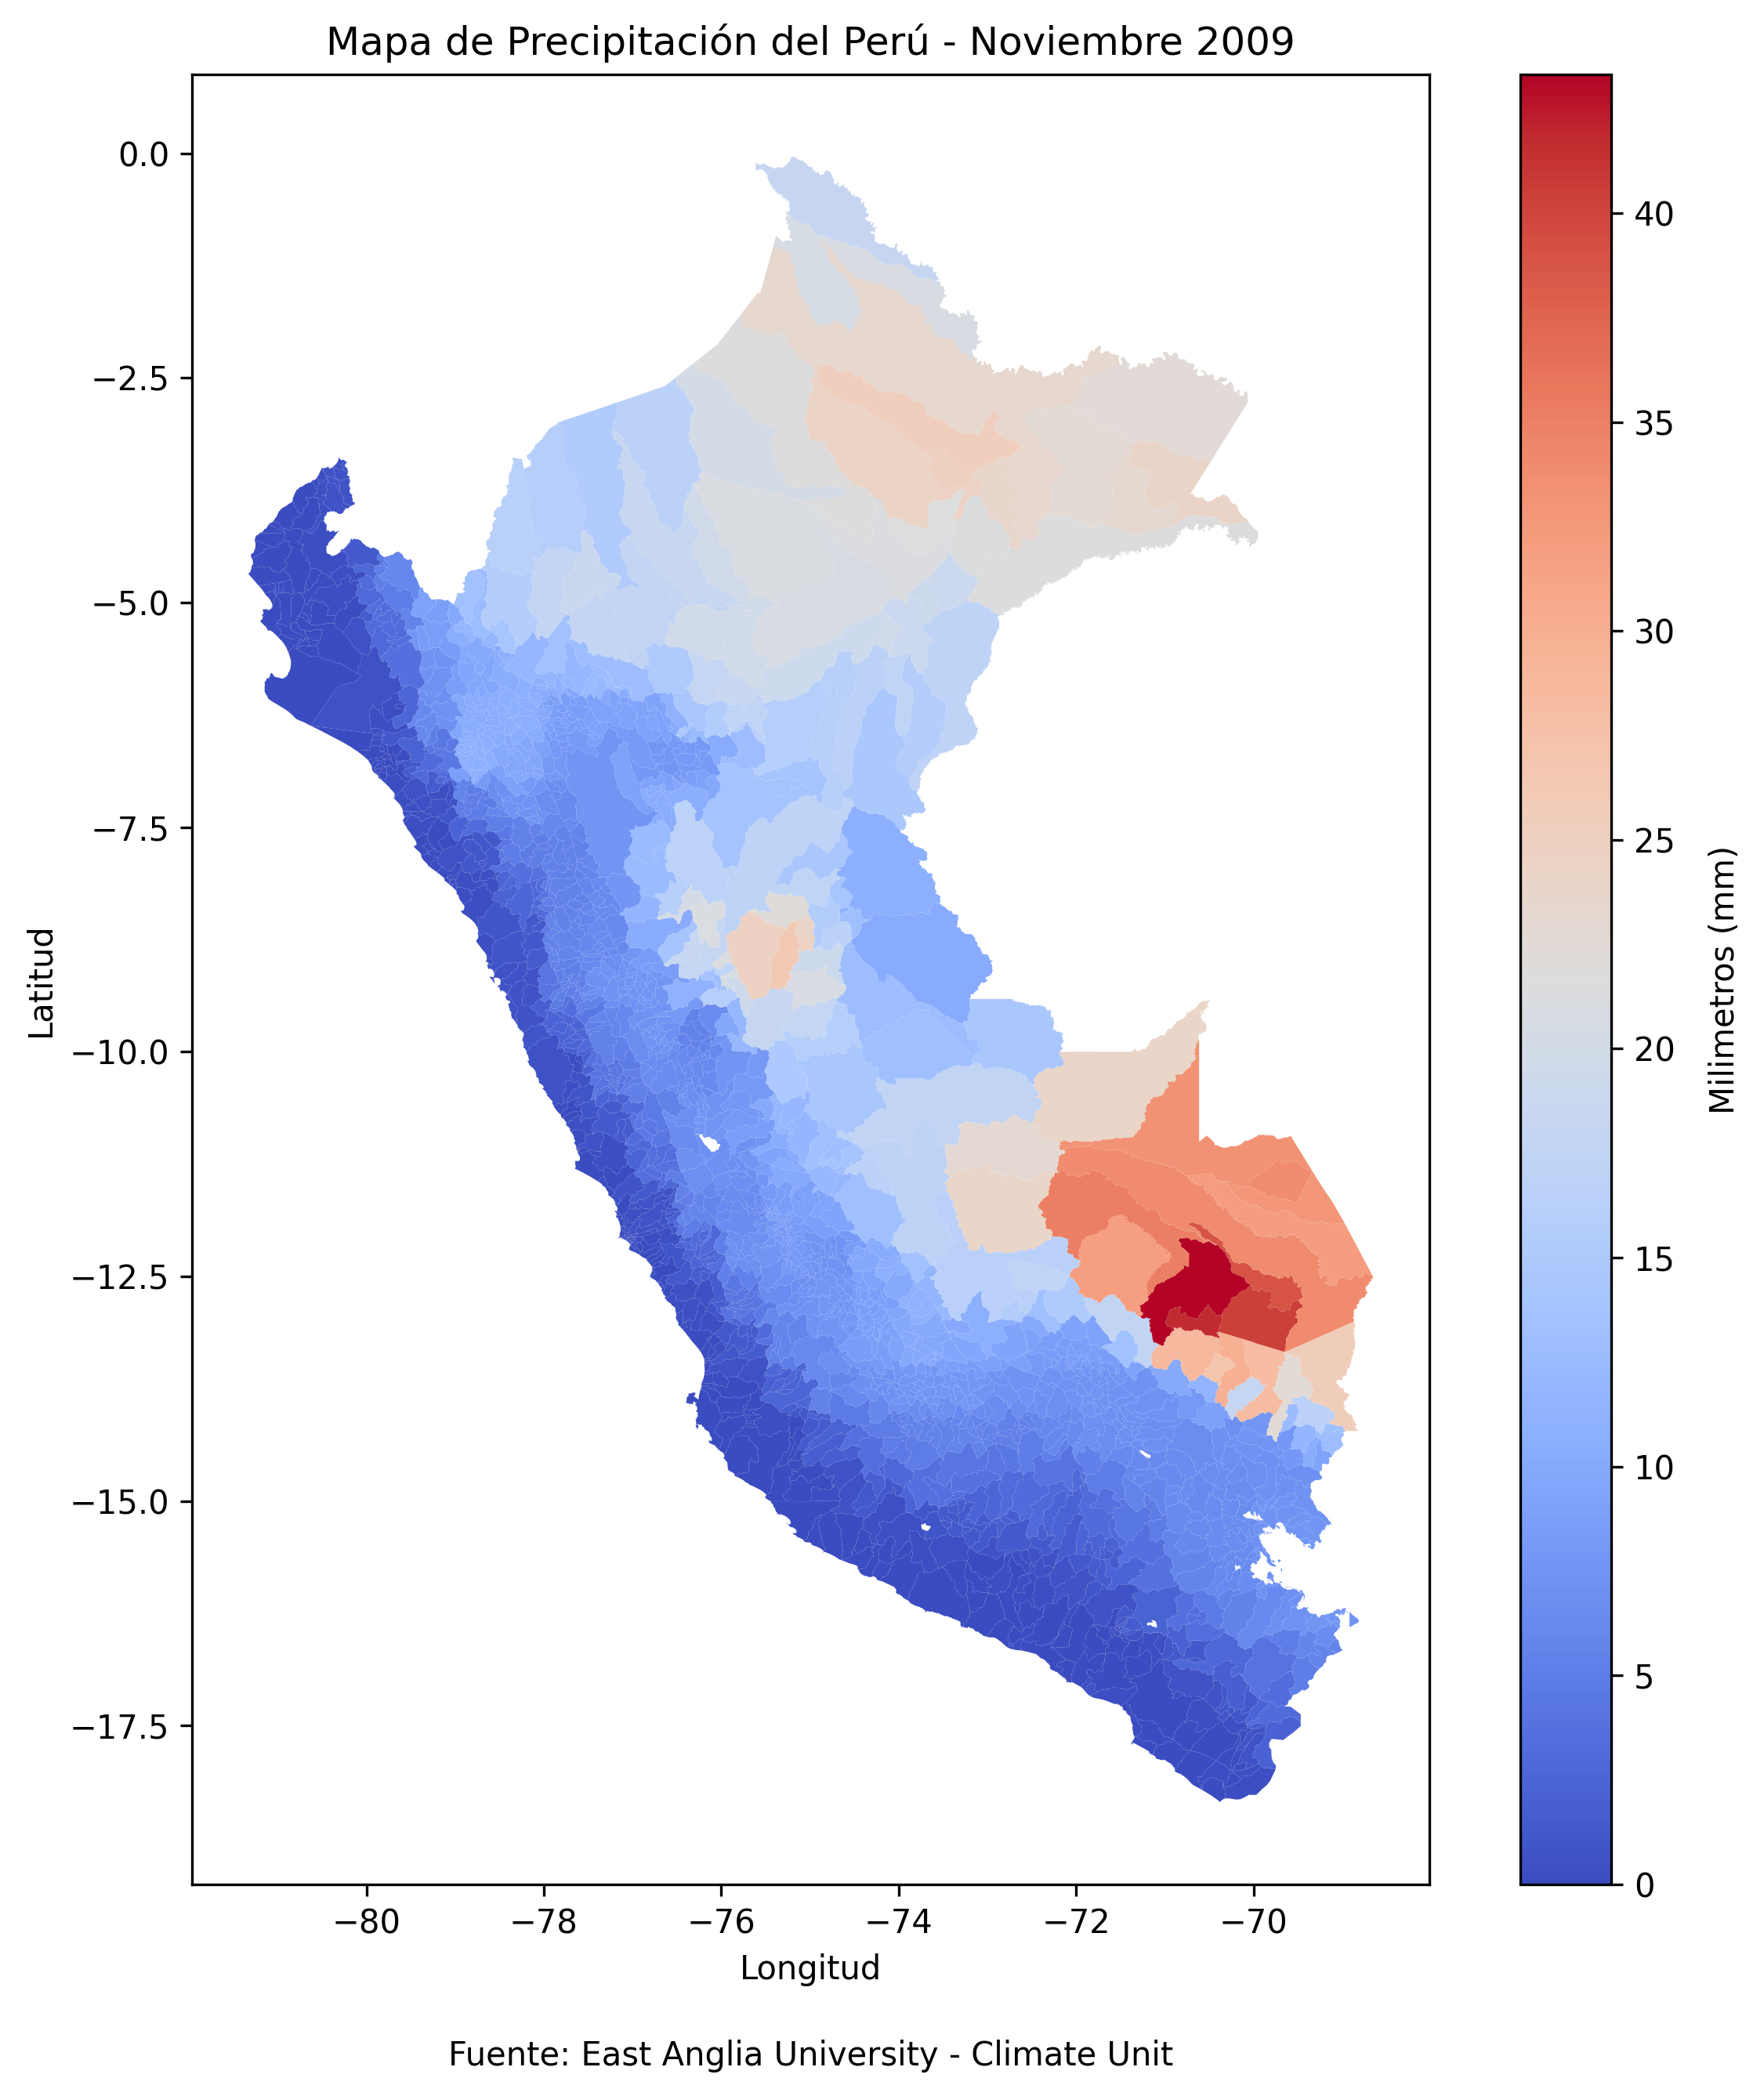 Mapa de Precipitación del Perú - Noviembre 2009
0.0
−2.5
−5.0
−7.5
−10.0
−12.5
−15.0
−17.5
Latitud
−80 −78 −76 −74 −72 −70
Longitud
40
35
30
25
20
15
10
5
0
Milimetros (mm)
Fuente: East Anglia University - Climate Unit